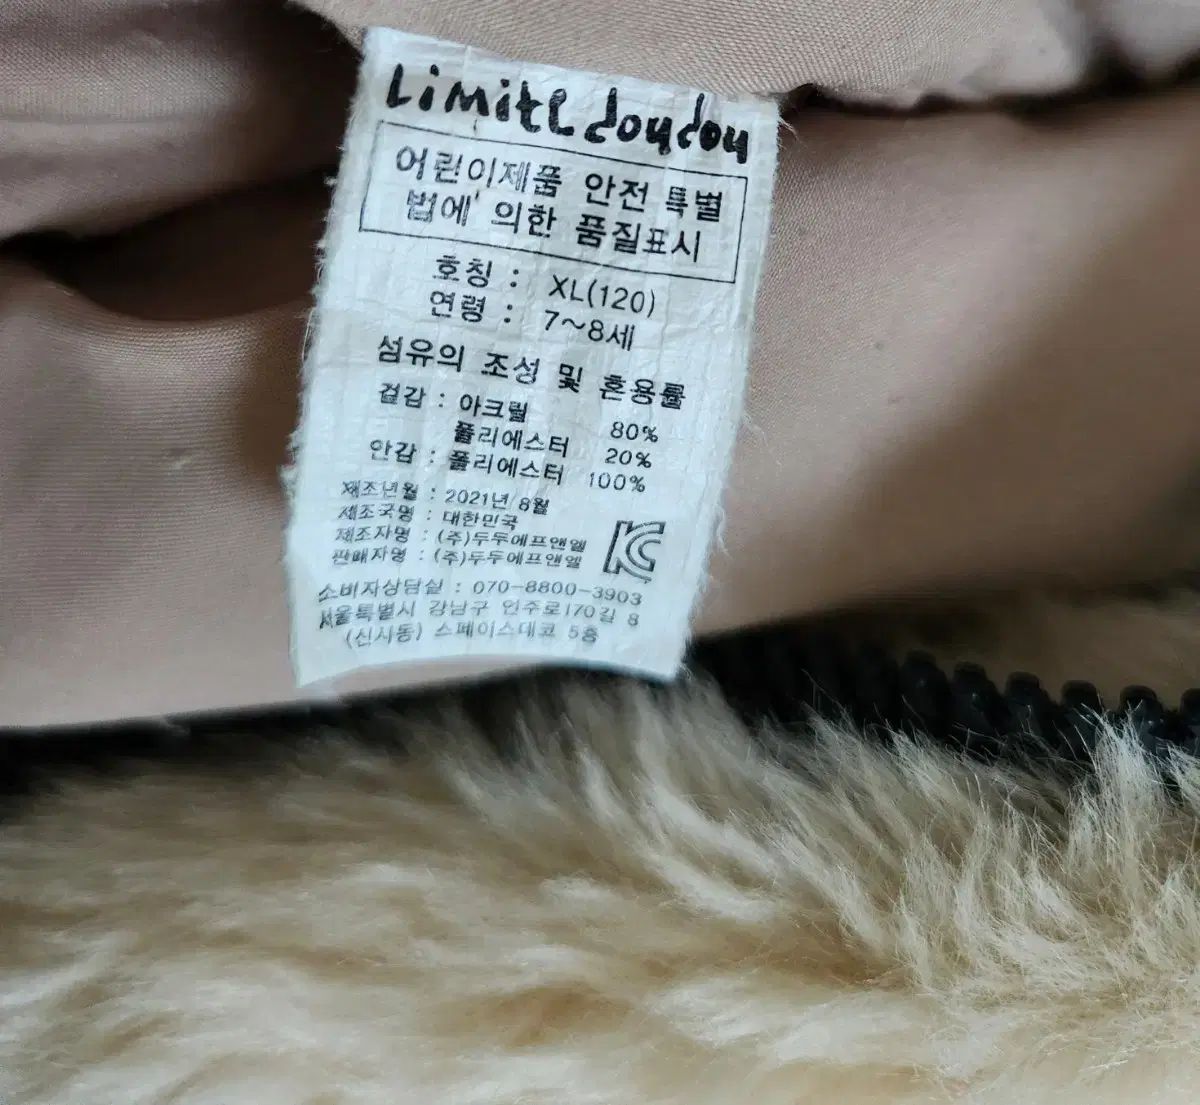 Limite doudou
어린이제품 안전 특별
법에 의한 품질표시
호칭 : XL(120)
연령 : 7~8세
섬유의 조성 및 혼용률
겉감 : 아크릴 80%
폴리에스터 20%
안감 : 폴리에스터 100%
제조년월 : 2021년 8월
제조국명 : 대한민국
제조자명 : (주)두두에프앤엘
판매자명 : (주)두두에프앤엘
KC
소비자상담실 : 070-8800-3903
서울특별시 강남구 언주로170길 8
(신사동) 스페이스데코 5층